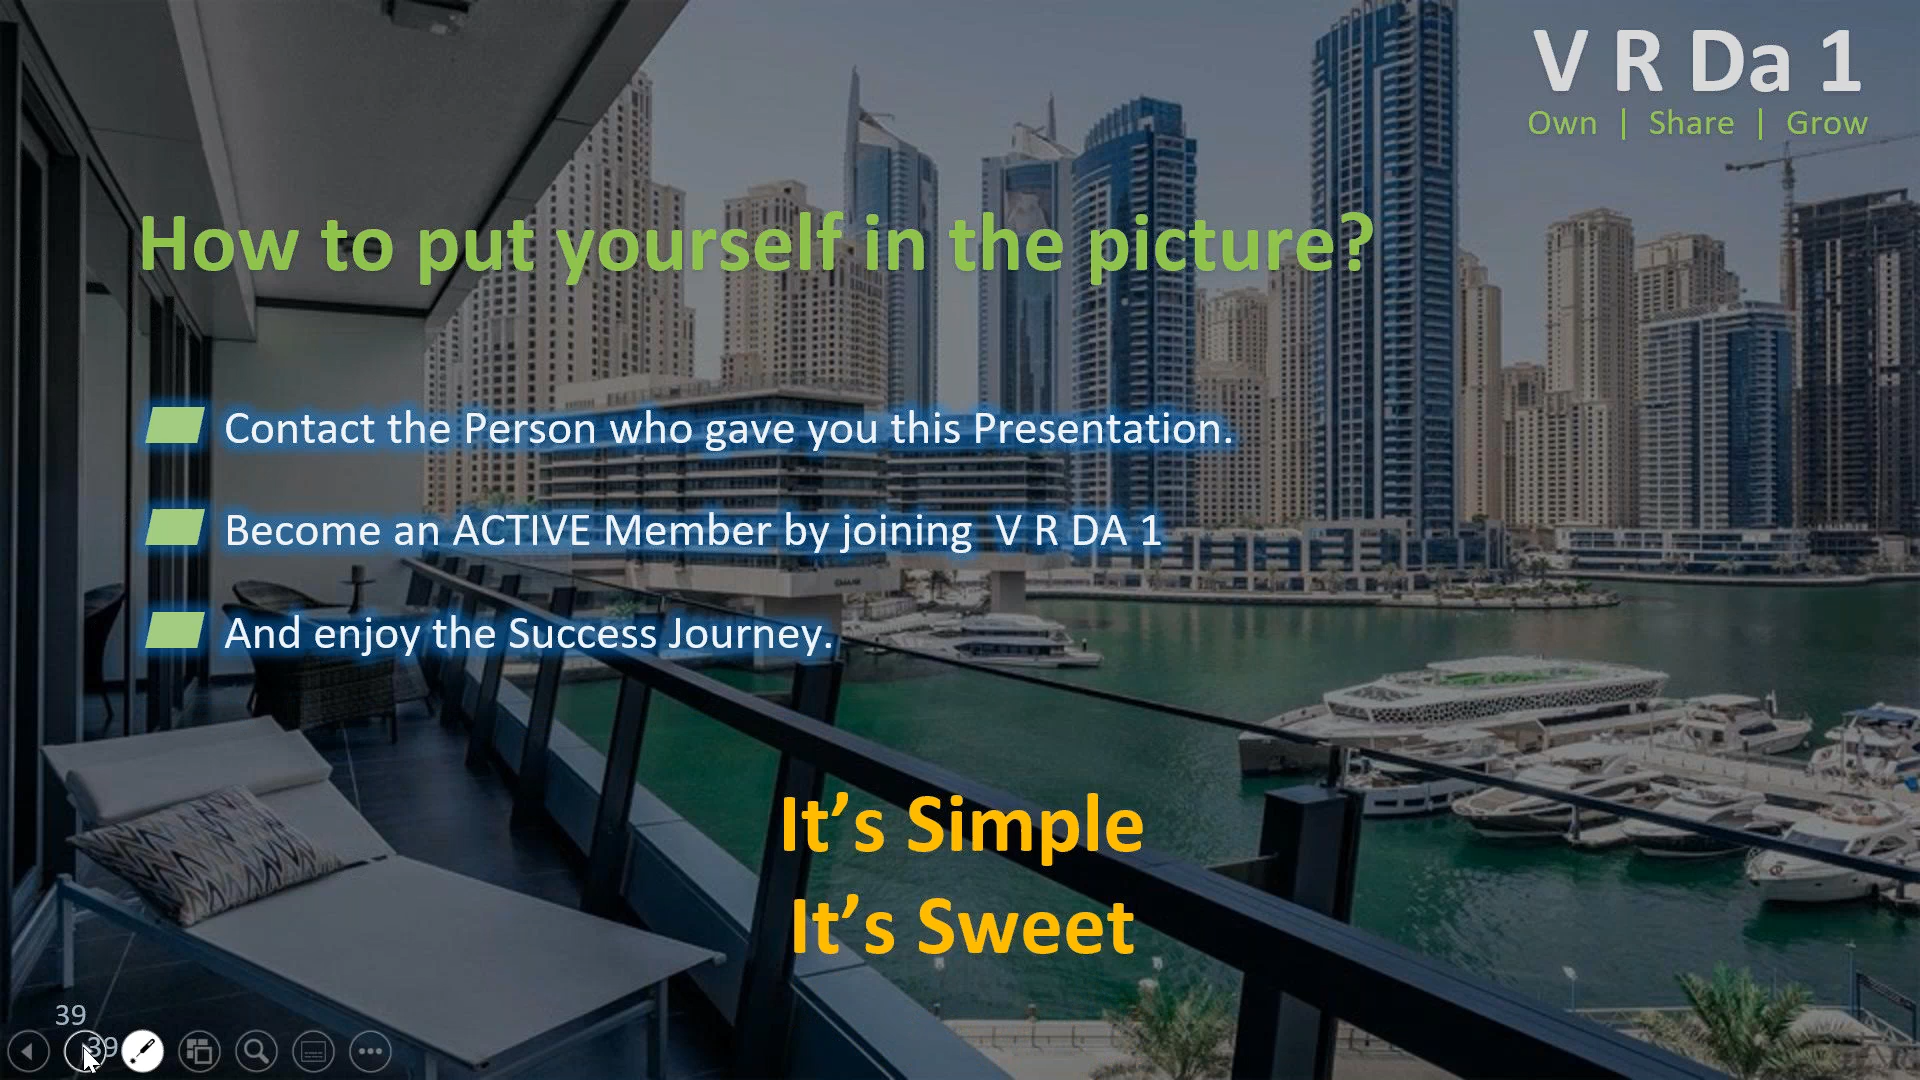 V R Da 1
Own | Share | Grow
How to put yourself in the picture?
Contact the Person who gave you this Presentation.
Become an ACTIVE Member by joining V R DA 1
And enjoy the Success Journey.
It’s Simple
It’s Sweet
39
39